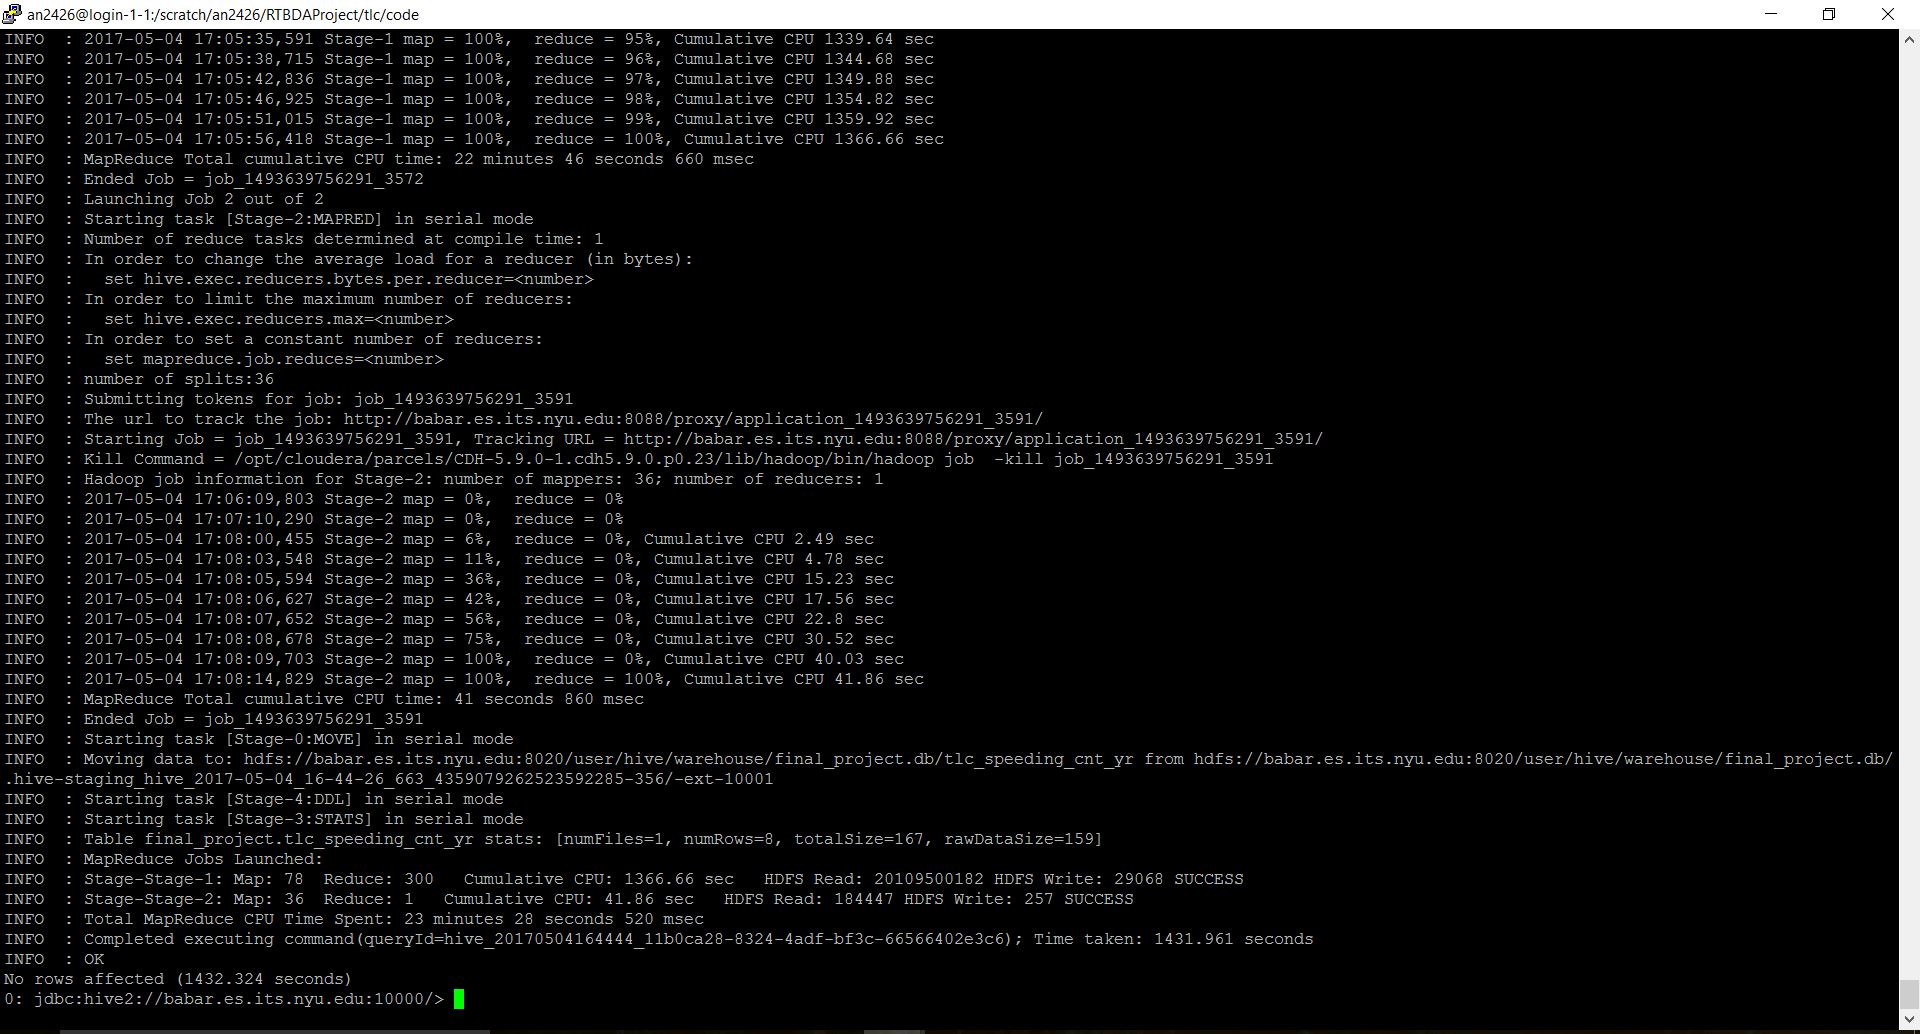 an2426@login-1-1:/scratch/an2426/RTBDAProject/tlc/code
INFO  : 2017-05-04 17:05:35,591 Stage-1 map = 100%,  reduce = 95%, Cumulative CPU 1339.64 sec
INFO  : 2017-05-04 17:05:38,715 Stage-1 map = 100%,  reduce = 96%, Cumulative CPU 1344.68 sec
INFO  : 2017-05-04 17:05:42,836 Stage-1 map = 100%,  reduce = 97%, Cumulative CPU 1349.88 sec
INFO  : 2017-05-04 17:05:46,925 Stage-1 map = 100%,  reduce = 98%, Cumulative CPU 1354.82 sec
INFO  : 2017-05-04 17:05:51,015 Stage-1 map = 100%,  reduce = 99%, Cumulative CPU 1359.92 sec
INFO  : 2017-05-04 17:05:56,418 Stage-1 map = 100%,  reduce = 100%, Cumulative CPU 1366.66 sec
INFO  : MapReduce Total cumulative CPU time: 22 minutes 46 seconds 660 msec
INFO  : Ended Job = job_1493639756291_3572
INFO  : Launching Job 2 out of 2
INFO  : Starting task [Stage-2:MAPRED] in serial mode
INFO  : Number of reduce tasks determined at compile time: 1
INFO  : In order to change the average load for a reducer (in bytes):
INFO  :   set hive.exec.reducers.bytes.per.reducer=<number>
INFO  : In order to limit the maximum number of reducers:
INFO  :   set hive.exec.reducers.max=<number>
INFO  : In order to set a constant number of reducers:
INFO  :   set mapreduce.job.reduces=<number>
INFO  : number of splits:36
INFO  : Submitting tokens for job: job_1493639756291_3591
INFO  : The url to track the job: http://babar.es.its.nyu.edu:8088/proxy/application_1493639756291_3591/
INFO  : Starting Job = job_1493639756291_3591, Tracking URL = http://babar.es.its.nyu.edu:8088/proxy/application_1493639756291_3591/
INFO  : Kill Command = /opt/cloudera/parcels/CDH-5.9.0-1.cdh5.9.0.p0.23/lib/hadoop/bin/hadoop job  -kill job_1493639756291_3591
INFO  : Hadoop job information for Stage-2: number of mappers: 36; number of reducers: 1
INFO  : 2017-05-04 17:06:09,803 Stage-2 map = 0%,  reduce = 0%
INFO  : 2017-05-04 17:07:10,290 Stage-2 map = 0%,  reduce = 0%
INFO  : 2017-05-04 17:08:00,455 Stage-2 map = 6%,  reduce = 0%, Cumulative CPU 2.49 sec
INFO  : 2017-05-04 17:08:03,548 Stage-2 map = 11%,  reduce = 0%, Cumulative CPU 4.78 sec
INFO  : 2017-05-04 17:08:05,594 Stage-2 map = 36%,  reduce = 0%, Cumulative CPU 15.23 sec
INFO  : 2017-05-04 17:08:06,627 Stage-2 map = 42%,  reduce = 0%, Cumulative CPU 17.56 sec
INFO  : 2017-05-04 17:08:07,652 Stage-2 map = 56%,  reduce = 0%, Cumulative CPU 22.8 sec
INFO  : 2017-05-04 17:08:08,678 Stage-2 map = 75%,  reduce = 0%, Cumulative CPU 30.52 sec
INFO  : 2017-05-04 17:08:09,703 Stage-2 map = 100%,  reduce = 0%, Cumulative CPU 40.03 sec
INFO  : 2017-05-04 17:08:14,829 Stage-2 map = 100%,  reduce = 100%, Cumulative CPU 41.86 sec
INFO  : MapReduce Total cumulative CPU time: 41 seconds 860 msec
INFO  : Ended Job = job_1493639756291_3591
INFO  : Starting task [Stage-0:MOVE] in serial mode
INFO  : Moving data to: hdfs://babar.es.its.nyu.edu:8020/user/hive/warehouse/final_project.db/tlc_speeding_cnt_yr from hdfs://babar.es.its.nyu.edu:8020/user/hive/warehouse/final_project.db/
.hive-staging_hive_2017-05-04_16-44-26_663_4359079262523592285-356/-ext-10001
INFO  : Starting task [Stage-4:DDL] in serial mode
INFO  : Starting task [Stage-3:STATS] in serial mode
INFO  : Table final_project.tlc_speeding_cnt_yr stats: [numFiles=1, numRows=8, totalSize=167, rawDataSize=159]
INFO  : MapReduce Jobs Launched:
INFO  : Stage-Stage-1: Map: 78  Reduce: 300   Cumulative CPU: 1366.66 sec   HDFS Read: 20109500182 HDFS Write: 29068 SUCCESS
INFO  : Stage-Stage-2: Map: 36  Reduce: 1   Cumulative CPU: 41.86 sec   HDFS Read: 184447 HDFS Write: 257 SUCCESS
INFO  : Total MapReduce CPU Time Spent: 23 minutes 28 seconds 520 msec
INFO  : Completed executing command(queryId=hive_20170504164444_11b0ca28-8324-4adf-bf3c-66566402e3c6); Time taken: 1431.961 seconds
INFO  : OK
No rows affected (1432.324 seconds)
0: jdbc:hive2://babar.es.its.nyu.edu:10000/>